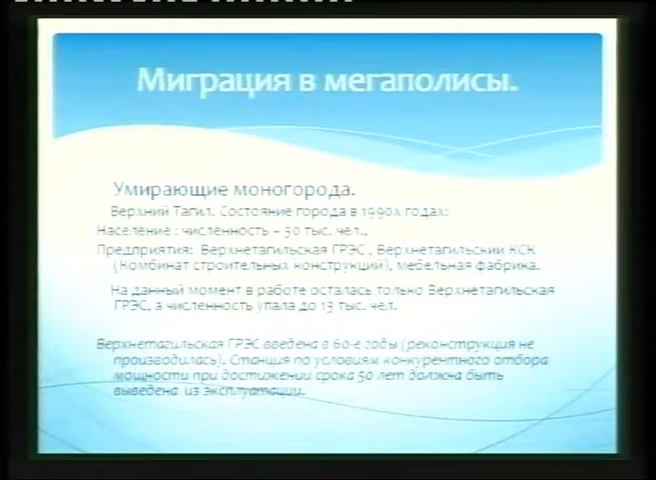 Миграция в мегаполисы.
Умирающие моногорода.
Верхний Тагил. Состояние города в 1990х годах:
Население : численность – 30 тыс. чел.,
Предприятия: Верхнетагильская ГРЭС , Верхнетагильский КСК
(Комбинат строительных конструкции), мебельная фабрика.
На данный момент в работе осталась только Верхнетагильская
ГРЭС, а численность упала до 13 тыс. чел.
Верхнетагильская ГРЭС введена в 60-е годы (реконструкция не
производилась). Станция по условиям конкурентного отбора
мощности при достижении срока 50 лет должна быть
выведена из эксплуатации.